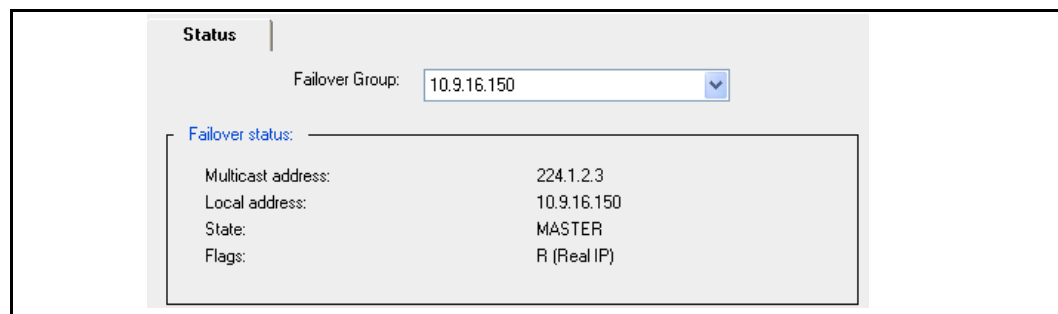 Status
Failover Group: 10.9.16.150
Failover status:
Multicast address: 224.1.2.3
Local address: 10.9.16.150
State: MASTER
Flags: R (Real IP)